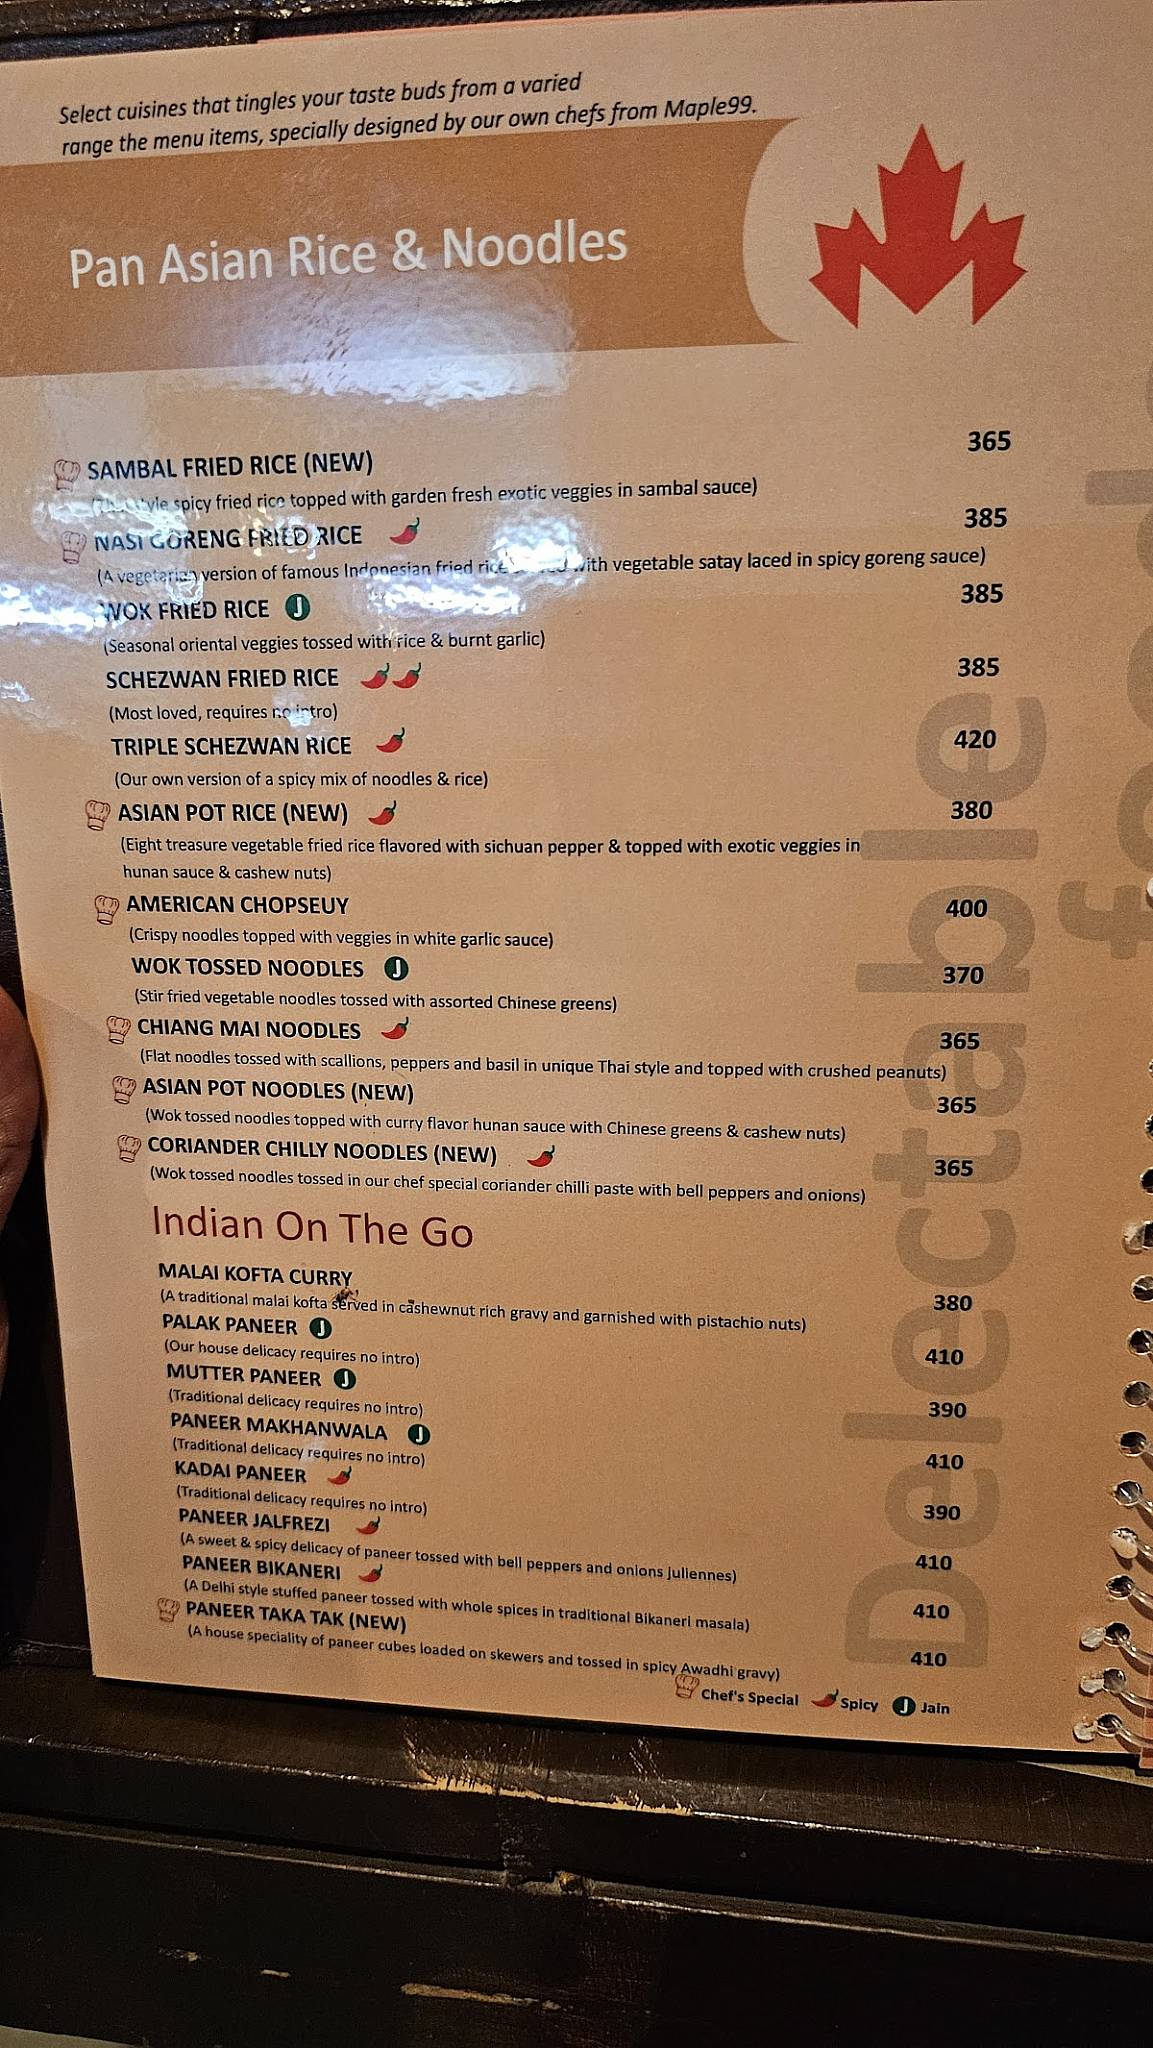 Select cuisines that tingles your taste buds from a varied
range the menu items, specially designed by our own chefs from Maple99.
Pan Asian Rice & Noodles
SAMBAL FRIED RICE (NEW) 365
style spicy fried rice topped with garden fresh exotic veggies in sambal sauce)
NASI GORENG FRIED RICE 385
(A vegetarian version of famous Indonesian fried rice with vegetable satay laced in spicy goreng sauce)
WOK FRIED RICE J 385
(Seasonal oriental veggies tossed with rice & burnt garlic)
SCHEZWAN FRIED RICE 385
(Most loved, requires no intro)
TRIPLE SCHEZWAN RICE 420
(Our own version of a spicy mix of noodles & rice)
ASIAN POT RICE (NEW) 380
(Eight treasure vegetable fried rice flavored with sichuan pepper & topped with exotic veggies in
hunan sauce & cashew nuts)
AMERICAN CHOPSEUY 400
(Crispy noodles topped with veggies in white garlic sauce)
WOK TOSSED NOODLES J 370
(Stir fried vegetable noodles tossed with assorted Chinese greens)
CHIANG MAI NOODLES 365
(Flat noodles tossed with scallions, peppers and basil in unique Thai style and topped with crushed peanuts)
ASIAN POT NOODLES (NEW) 365
(Wok tossed noodles topped with curry flavor hunan sauce with Chinese greens & cashew nuts)
CORIANDER CHILLY NOODLES (NEW) 365
(Wok tossed noodles tossed in our chef special coriander chilli paste with bell peppers and onions)
Indian On The Go
MALAI KOFTA CURRY 380
(A traditional malai kofta served in cashewnut rich gravy and garnished with pistachio nuts)
PALAK PANEER J 410
(Our house delicacy requires no intro)
MUTTER PANEER J 390
(Traditional delicacy requires no intro)
PANEER MAKHANWALA J 410
(Traditional delicacy requires no intro)
KADAI PANEER 390
(Traditional delicacy requires no intro)
PANEER JALFREZI 410
(A sweet & spicy delicacy of paneer tossed with bell peppers and onions juliennes)
PANEER BIKANERI 410
(A Delhi style stuffed paneer tossed with whole spices in traditional Bikaneri masala)
PANEER TAKA TAK (NEW) 410
(A house speciality of paneer cubes loaded on skewers and tossed in spicy Awadhi gravy)
Chef's Special Spicy J Jain
Delectable